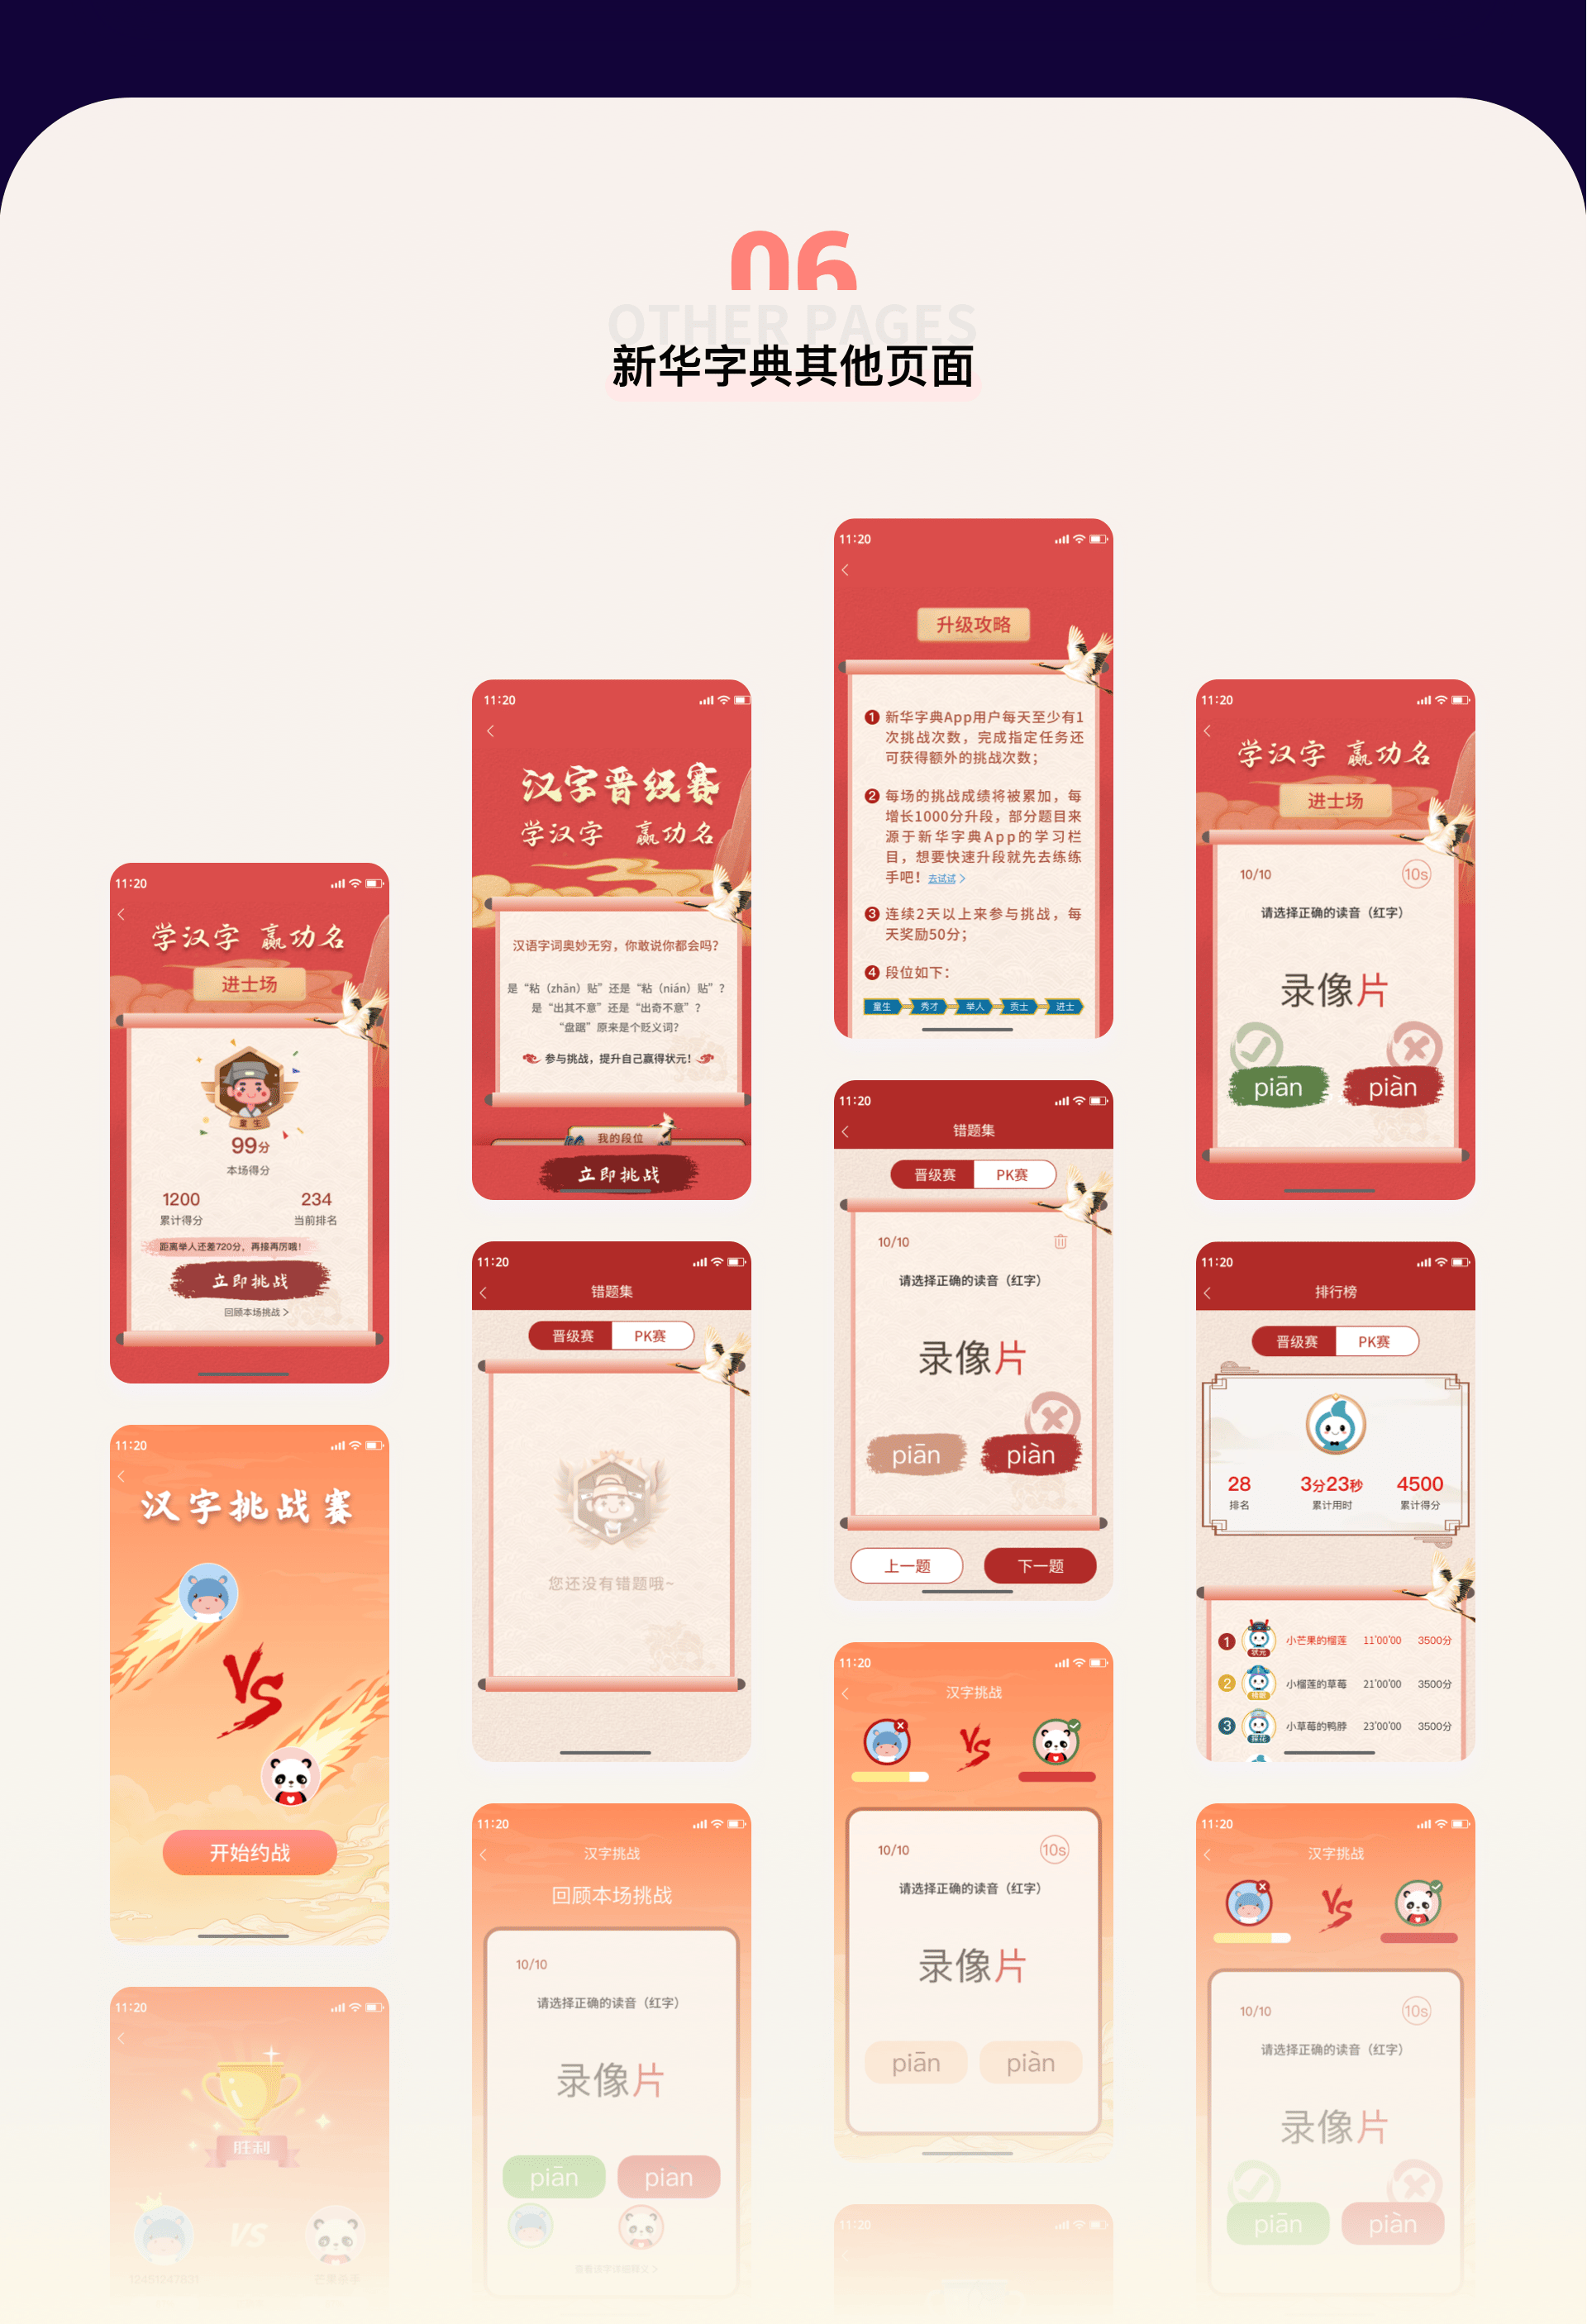 06
OTHER PAGES
新华字典其他页面
11:20
学汉字 赢功名
进士场
童生
99分
本场得分
1200
234
累计得分
当前排名
距离举人还差720分，再接再厉哦！
立即挑战
回顾本场挑战 >
11:20
汉字挑战赛
VS
开始约战
11:20
胜利
VS
11:20
汉字晋级赛
学汉字 赢功名
汉语字词奥妙无穷，你敢说你都会吗？
是“粘（zhān）贴”还是“粘（nián）贴”？
是“出其不意”还是“出奇不意”？
“盘踞”原来是个贬义词？
参与挑战，提升自己赢得状元！
我的段位
立即挑战
11:20
错题集
晋级赛
PK赛
您还没有错题哦~
11:20
汉字挑战
回顾本场挑战
10/10
请选择正确的读音（红字）
录像片
piān
pian
11:20
升级攻略
1 新华字典App用户每天至少有1
次挑战次数，完成指定任务还
可获得额外的挑战次数；
2 每场的挑战成绩将被累加，每
增长1000分升段，部分题目来
源于新华字典App的学习栏
目，想要快速升段就先去练练
手吧！ 去试试 >
3 连续2天以上来参与挑战，每
天奖励50分；
4 段位如下：
童生 秀才 举人 贡士 进士
11:20
错题集
晋级赛
PK赛
10/10
请选择正确的读音（红字）
录像片
piān
piàn
上一题
下一题
11:20
汉字挑战
VS
10/10
10s
请选择正确的读音（红字）
录像片
piān
piàn
11:20
11:20
学汉字 赢功名
进士场
10/10
10s
请选择正确的读音（红字）
录像片
piān
piàn
11:20
排行榜
晋级赛
PK赛
28
3分23秒
4500
排名
累计用时
累计得分
1 状元 小芒果的榴莲 11'00'00 3500分
2 榜眼 小榴莲的草莓 21'00'00 3500分
3 探花 小草莓的鸭脖 23'00'00 3500分
11:20
汉字挑战
VS
10/10
10s
请选择正确的读音（红字）
录像片
piān
piàn